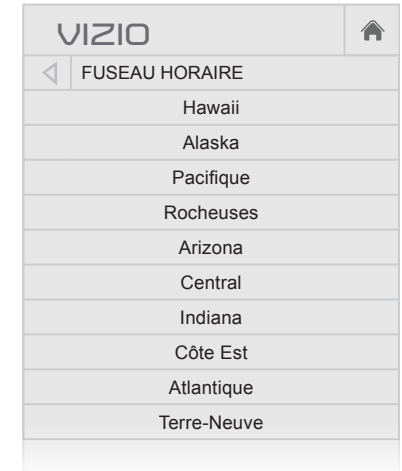 VIZIO
FUSEAU HORAIRE
Hawaii
Alaska
Pacifique
Rocheuses
Arizona
Central
Indiana
Côte Est
Atlantique
Terre-Neuve